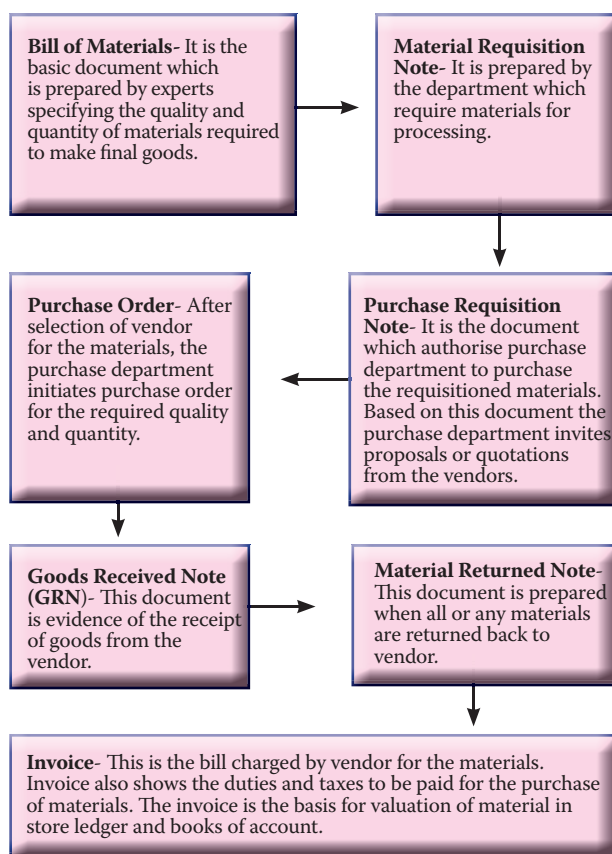 Bill of Materials- It is the
basic document which
is prepared by experts
specifying the quality and
quantity of materials required
to make final goods.
Material Requisition
Note- It is prepared by
the department which
require materials for
processing.
Purchase Requisition
Note- It is the document
which authorise purchase
department to purchase
the requisitioned materials.
Based on this document the
purchase department invites
proposals or quotations
from the vendors.
Purchase Order- After
selection of vendor
for the materials, the
purchase department
initiates purchase order
for the required quality
and quantity.
Goods Received Note
(GRN)- This document
is evidence of the receipt
of goods from the
vendor.
Material Returned Note-
This document is prepared
when all or any materials
are returned back to
vendor.
Invoice- This is the bill charged by vendor for the materials.
Invoice also shows the duties and taxes to be paid for the purchase
of materials. The invoice is the basis for valuation of material in
store ledger and books of account.